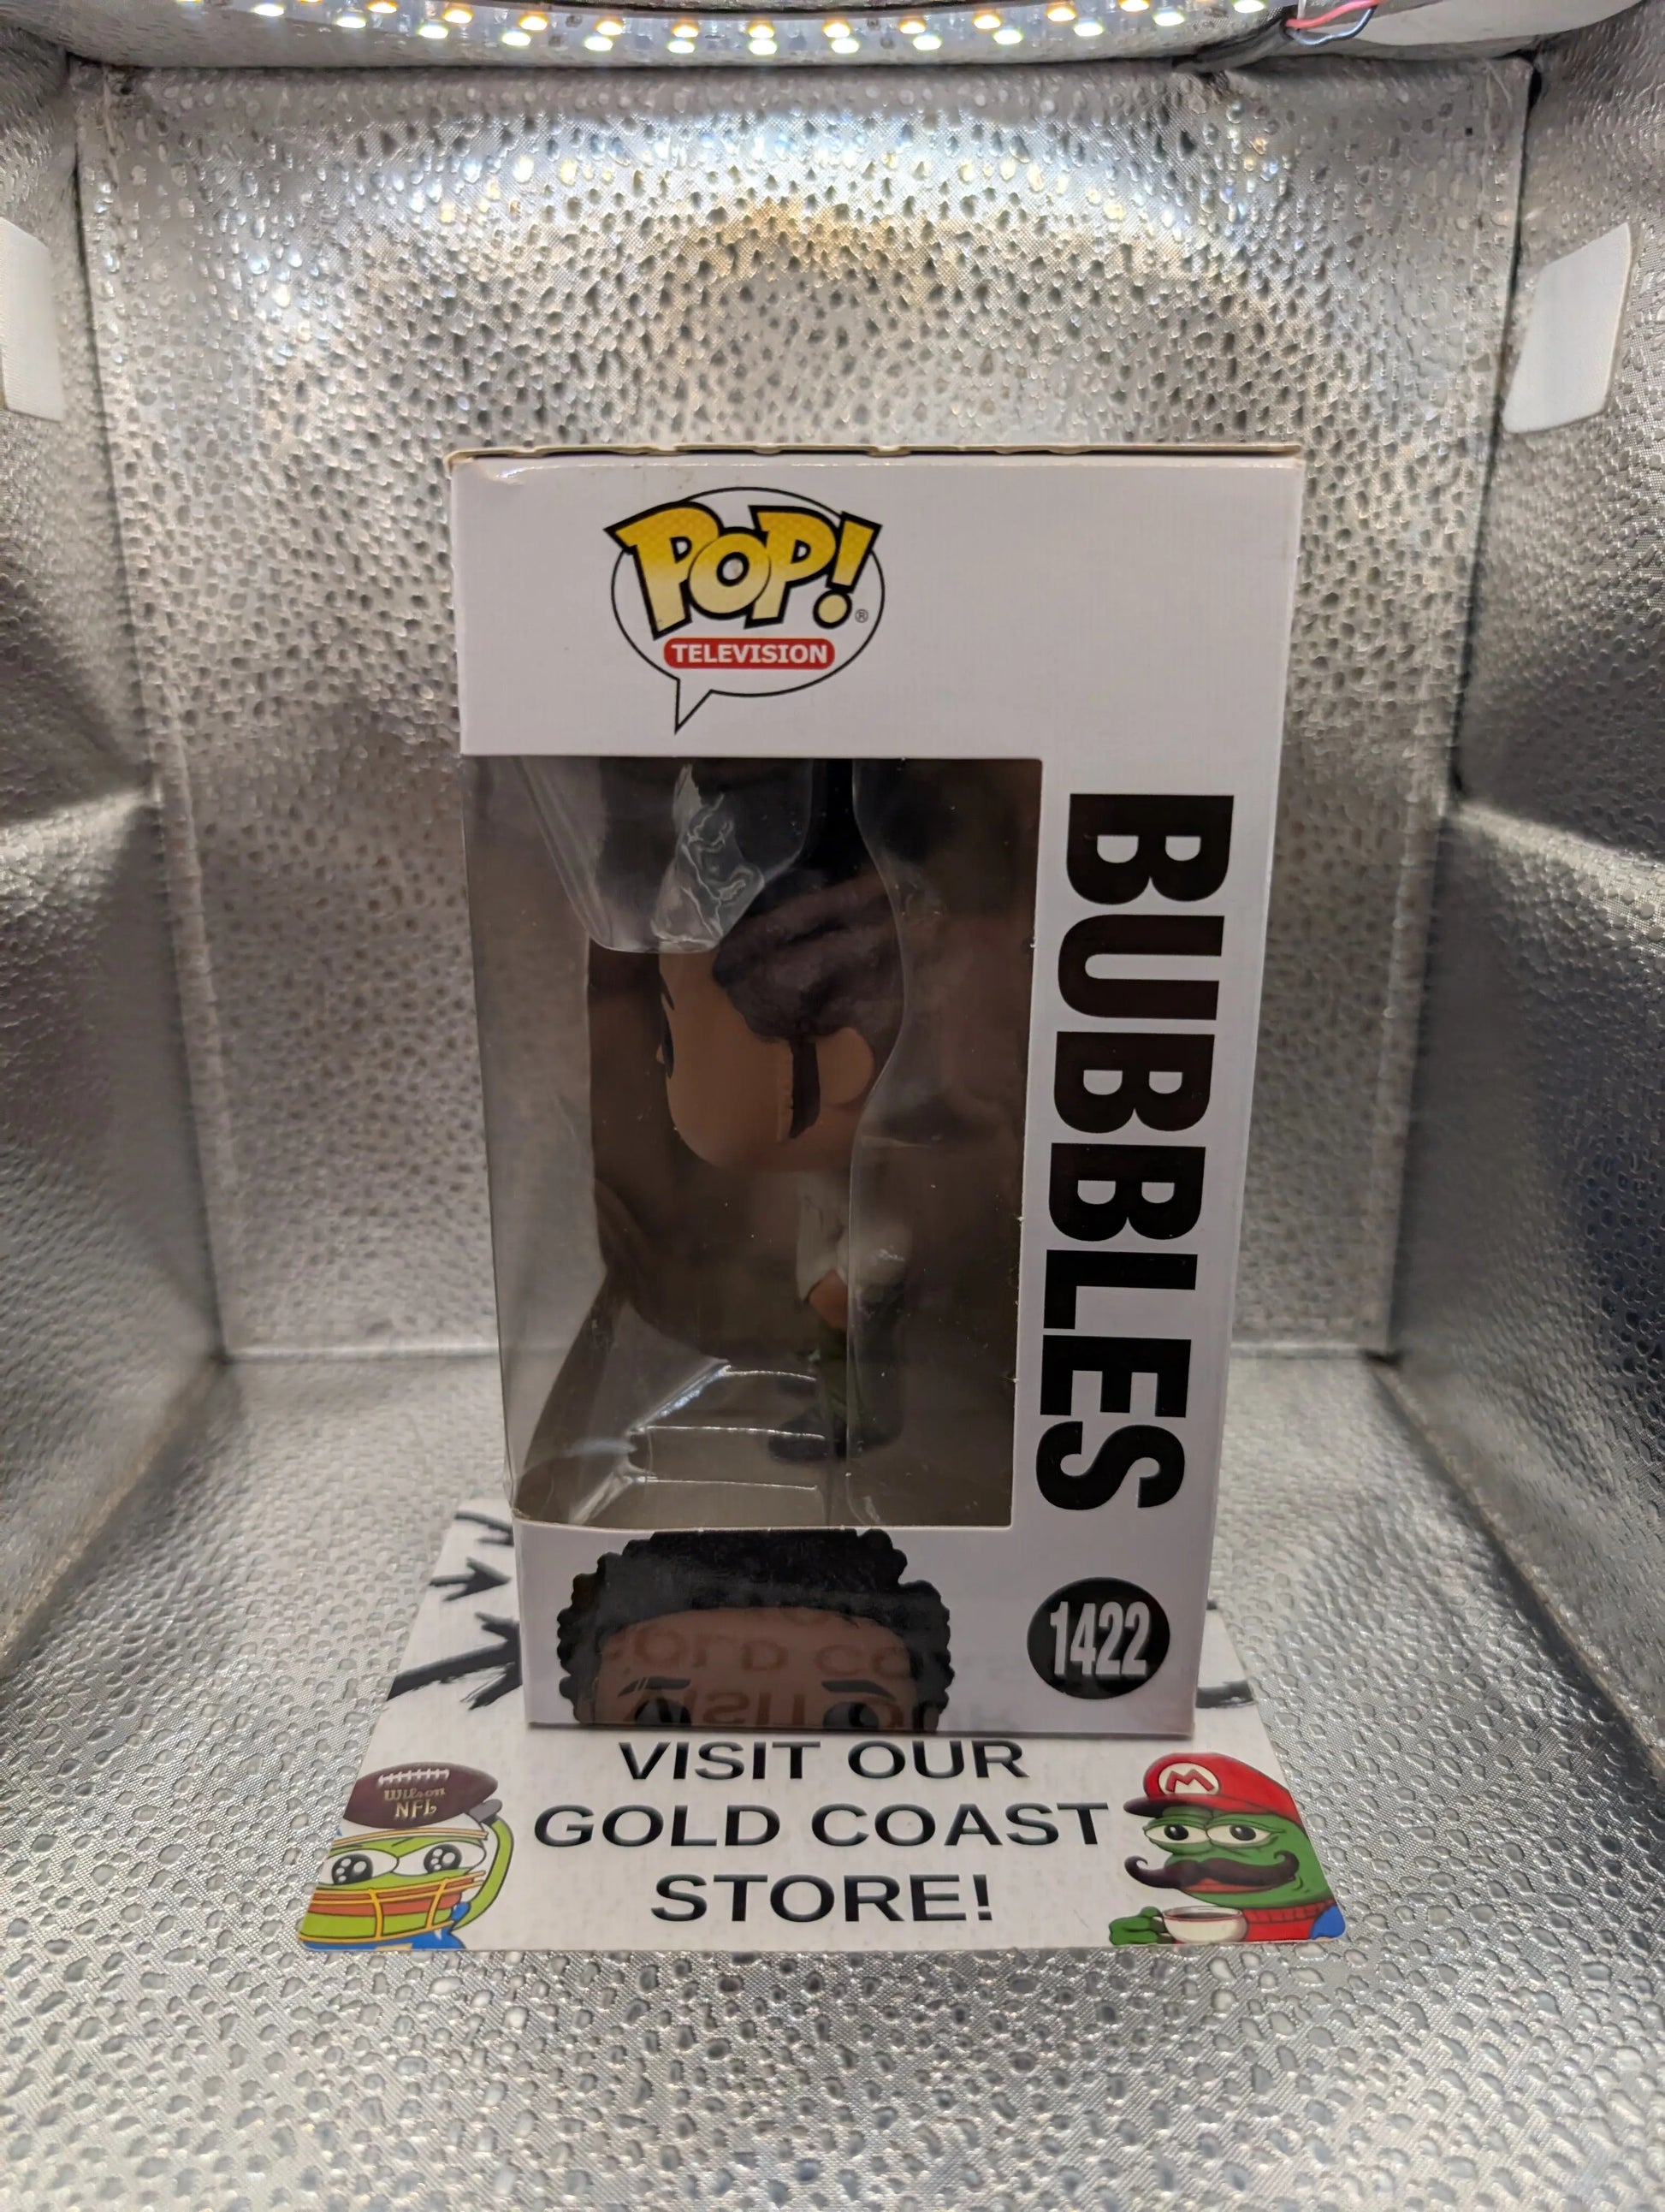 POP!
®
TELEVISION
BUBBLES
1422
VISIT OUR
GOLD COAST
STORE!
Wilson
NFL
M